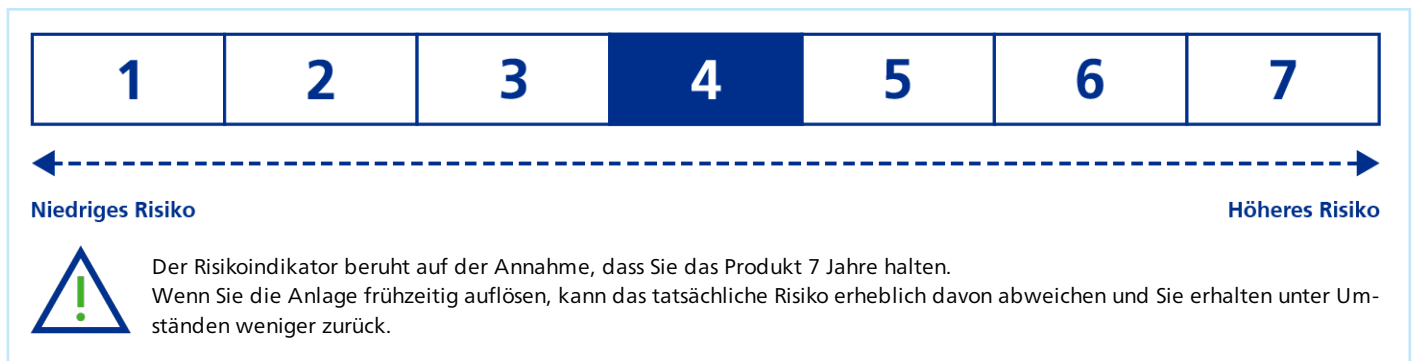 1 2 3 4 5 6 7
Niedriges Risiko Höheres Risiko
Der Risikoindikator beruht auf der Annahme, dass Sie das Produkt 7 Jahre halten.
Wenn Sie die Anlage frühzeitig auflösen, kann das tatsächliche Risiko erheblich davon abweichen und Sie erhalten unter Um-
ständen weniger zurück.